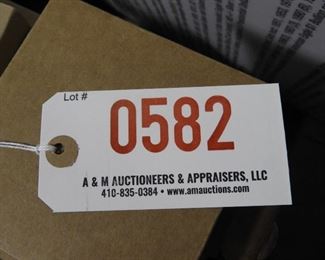 Lot #
0582
A & M AUCTIONEERS & APPRAISERS, LLC
410-835-0384 • www.amauctions.com